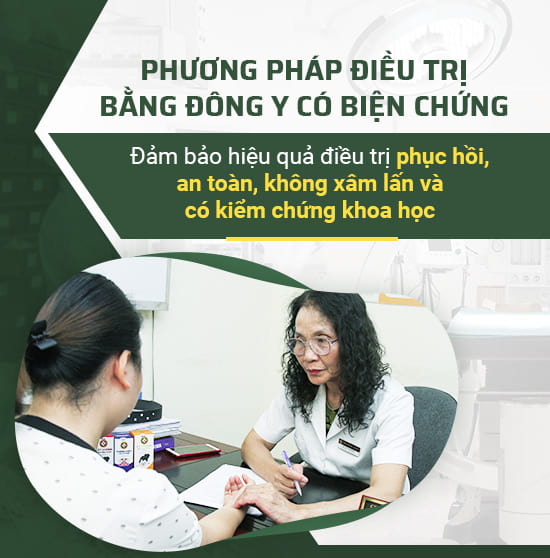 PHƯƠNG PHÁP ĐIỀU TRỊ
BẰNG ĐÔNG Y CÓ BIỆN CHỨNG
Đảm bảo hiệu quả điều trị phục hồi,
an toàn, không xâm lấn và
có kiểm chứng khoa học